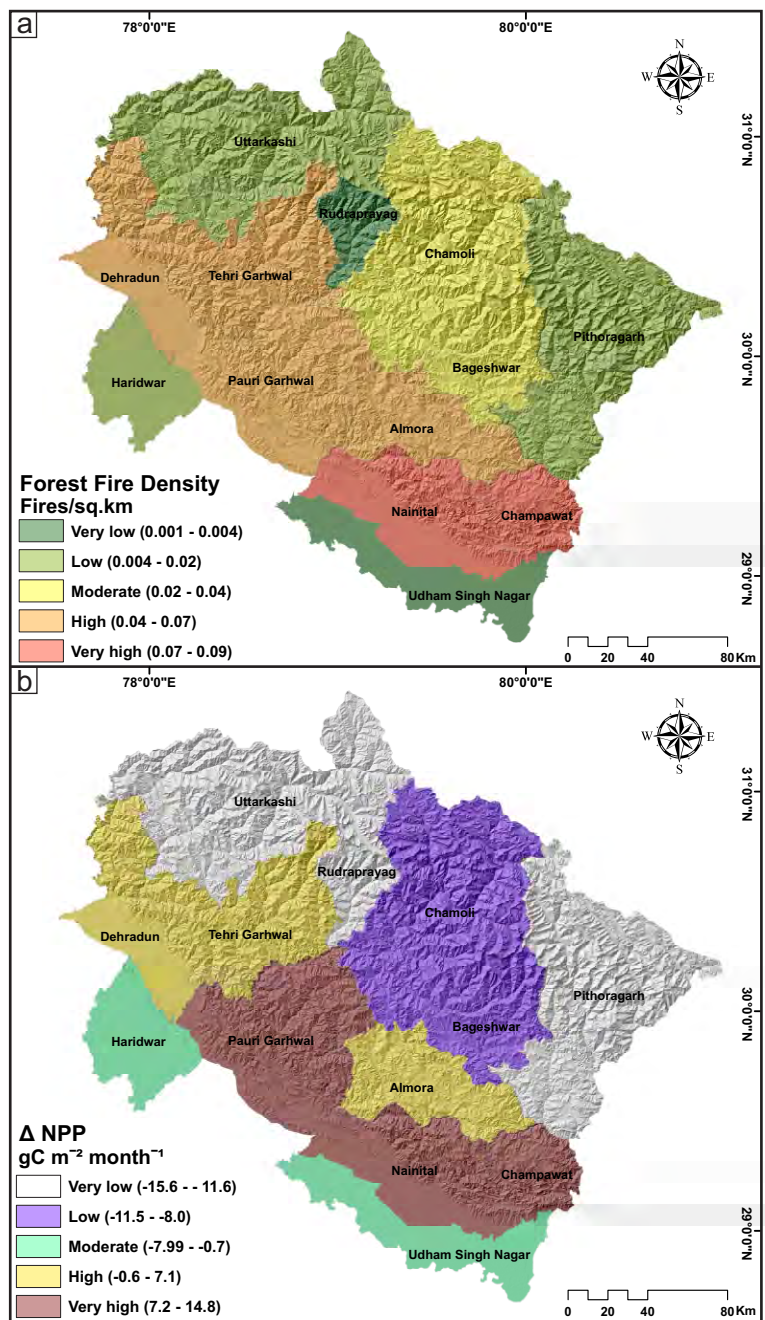 a
78°0'0"E 80°0'0"E
N
W E
S
31°0'0"N
Uttarkashi
Rudraprayag
Chamoli
Dehradun
Tehri Garhwal
Pithoragarh
30°0'0"N
Haridwar
Pauri Garhwal
Bageshwar
Almora
Nainital
Champawat
29°0'0"N
Udham Singh Nagar
Forest Fire Density
Fires/sq.km
Very low (0.001 - 0.004)
Low (0.004 - 0.02)
Moderate (0.02 - 0.04)
High (0.04 - 0.07)
Very high (0.07 - 0.09)
0 20 40 80 Km
b
78°0'0"E 80°0'0"E
N
W E
S
31°0'0"N
Uttarkashi
Rudraprayag
Chamoli
Dehradun
Tehri Garhwal
Pithoragarh
30°0'0"N
Haridwar
Pauri Garhwal
Bageshwar
Almora
Nainital
Champawat
29°0'0"N
Udham Singh Nagar
Δ NPP
gC m⁻² month⁻¹
Very low (-15.6 - - 11.6)
Low (-11.5 - -8.0)
Moderate (-7.99 - -0.7)
High (-0.6 - 7.1)
Very high (7.2 - 14.8)
0 20 40 80 Km